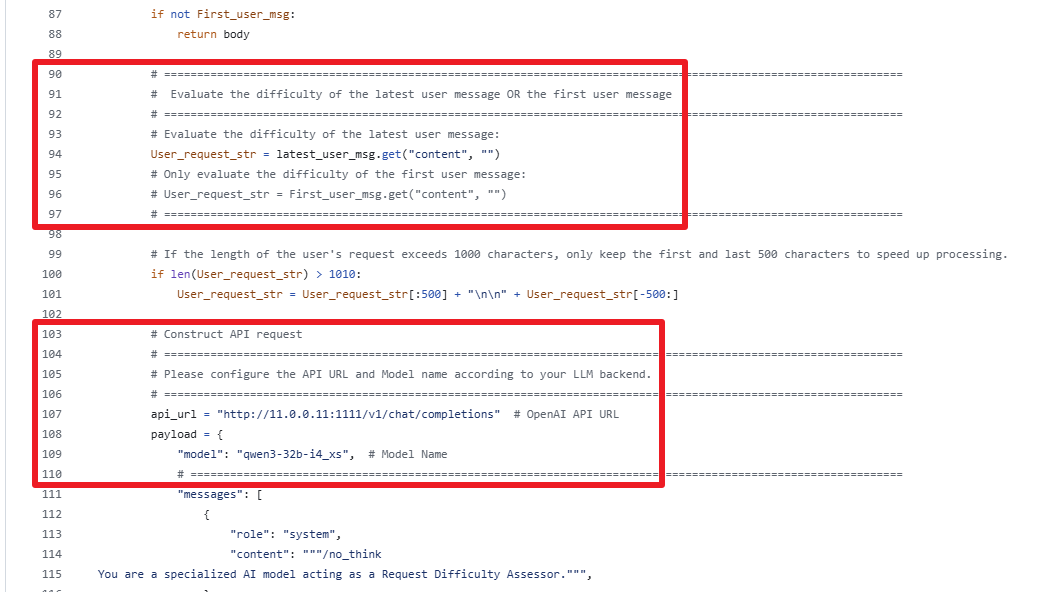 87 if not First_user_msg:
88 return body
89
90 # ================================================================================================================
91 #  Evaluate the difficulty of the latest user message OR the first user message
92 # ================================================================================================================
93 # Evaluate the difficulty of the latest user message:
94 User_request_str = latest_user_msg.get("content", "")
95 # Only evaluate the difficulty of the first user message:
96 # User_request_str = First_user_msg.get("content", "")
97 # ================================================================================================================
98
99 # If the length of the user's request exceeds 1000 characters, only keep the first and last 500 characters to speed up processing.
100 if len(User_request_str) > 1010:
101 User_request_str = User_request_str[:500] + "\n\n" + User_request_str[-500:]
102
103 # Construct API request
104 # ================================================================================================================
105 # Please configure the API URL and Model name according to your LLM backend.
106 # ================================================================================================================
107 api_url = "http://11.0.0.11:1111/v1/chat/completions"  # OpenAI API URL
108 payload = {
109 "model": "qwen3-32b-i4_xs",  # Model Name
110 # ============================================================================================================
111 "messages": [
112 {
113 "role": "system",
114 "content": """/no_think
115 You are a specialized AI model acting as a Request Difficulty Assessor.""",